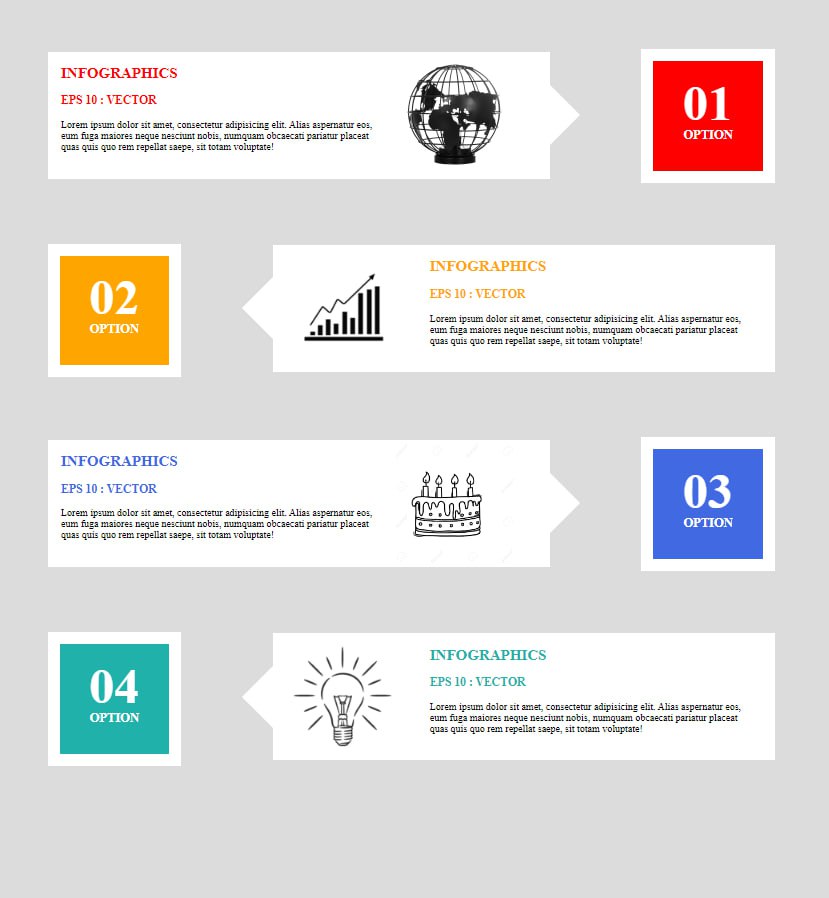 INFOGRAPHICS
EPS 10 : VECTOR
Lorem ipsum dolor sit amet, consectetur adipisicing elit. Alias aspernatur eos,
eum fuga maiores neque nesciunt nobis, numquam obcaecati pariatur placeat
quas quis quo rem repellat saepe, sit totam voluptate!
01
OPTION
02
OPTION
INFOGRAPHICS
EPS 10 : VECTOR
Lorem ipsum dolor sit amet, consectetur adipisicing elit. Alias aspernatur eos,
eum fuga maiores neque nesciunt nobis, numquam obcaecati pariatur placeat
quas quis quo rem repellat saepe, sit totam voluptate!
INFOGRAPHICS
EPS 10 : VECTOR
Lorem ipsum dolor sit amet, consectetur adipisicing elit. Alias aspernatur eos,
eum fuga maiores neque nesciunt nobis, numquam obcaecati pariatur placeat
quas quis quo rem repellat saepe, sit totam voluptate!
03
OPTION
04
OPTION
INFOGRAPHICS
EPS 10 : VECTOR
Lorem ipsum dolor sit amet, consectetur adipisicing elit. Alias aspernatur eos,
eum fuga maiores neque nesciunt nobis, numquam obcaecati pariatur placeat
quas quis quo rem repellat saepe, sit totam voluptate!